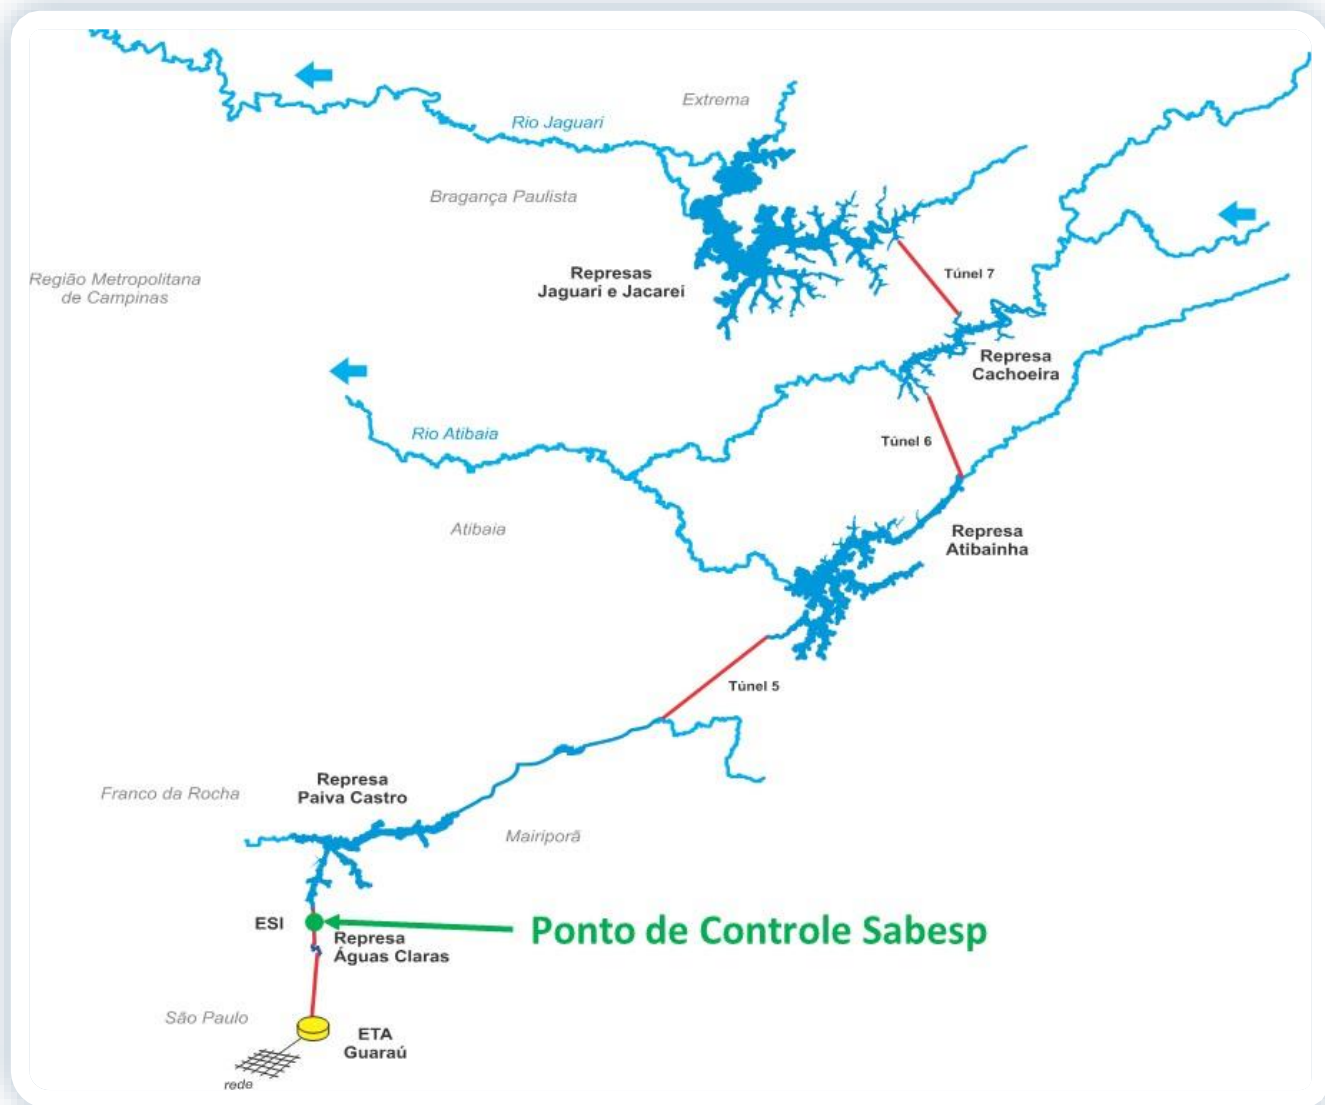 Extrema
Rio Jaguari
Bragança Paulista
Região Metropolitana
de Campinas
Represas
Jaguari e Jacarei
Túnel 7
Represa
Cachoeira
Rio Atibaia
Túnel 6
Atibaia
Represa
Atibainha
Túnel 5
Represa
Paiva Castro
Franco da Rocha
Mairiporã
ESI
Ponto de Controle Sabesp
Represa
Águas Claras
São Paulo
ETA
Guaraú
rede